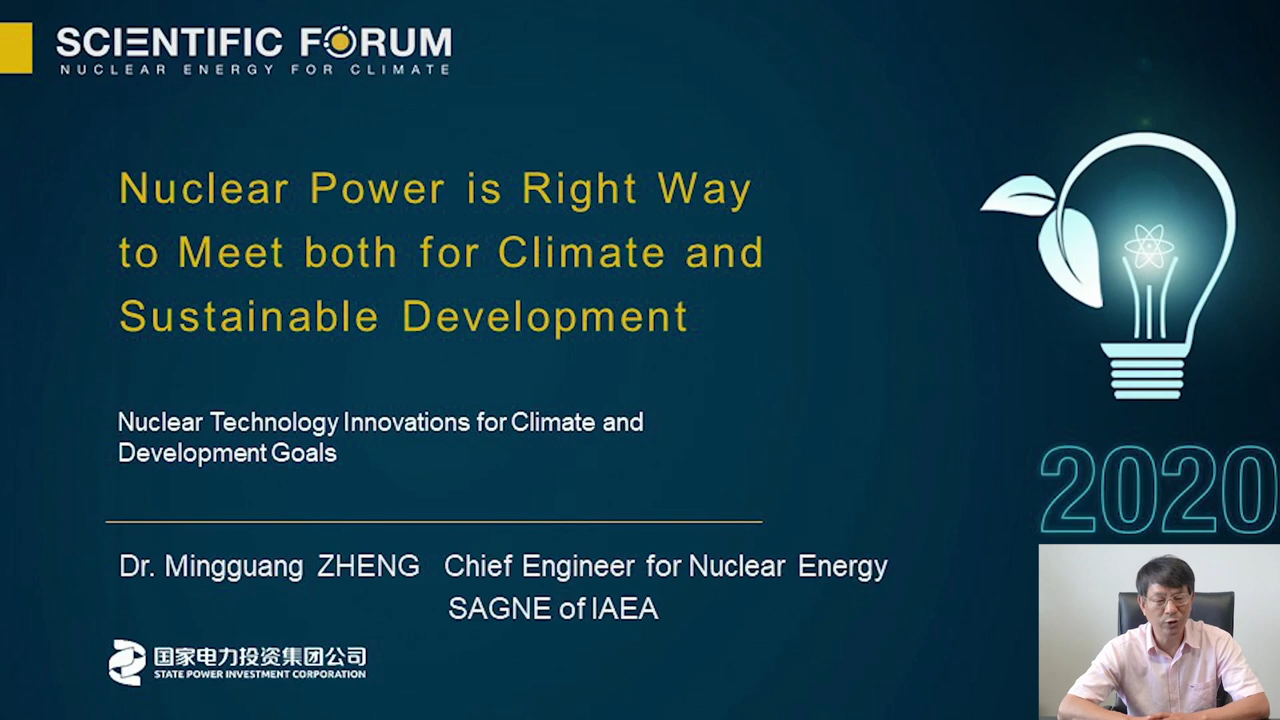 SCIENTIFIC FORUM
NUCLEAR ENERGY FOR CLIMATE
Nuclear Power is Right Way
to Meet both for Climate and
Sustainable Development
Nuclear Technology Innovations for Climate and
Development Goals
2020
Dr. Mingguang ZHENG Chief Engineer for Nuclear Energy
SAGNE of IAEA
国家电力投资集团公司
STATE POWER INVESTMENT CORPORATION